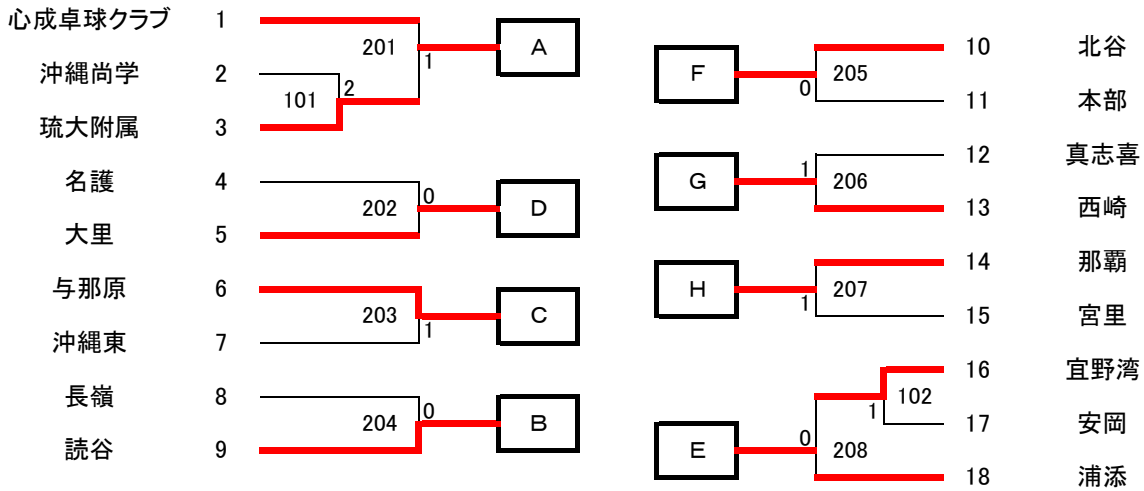 心成卓球クラブ 1
201
1
A
沖縄尚学 2
101
2
琉大附属 3
名護 4
202
0
D
大里 5
与那原 6
203
1
C
沖縄東 7
長嶺 8
204
0
B
読谷 9
F
0
205
10 北谷
11 本部
G
1
206
12 真志喜
13 西崎
H
1
207
14 那覇
15 宮里
16 宜野湾
102
1
17 安岡
E
0
208
18 浦添